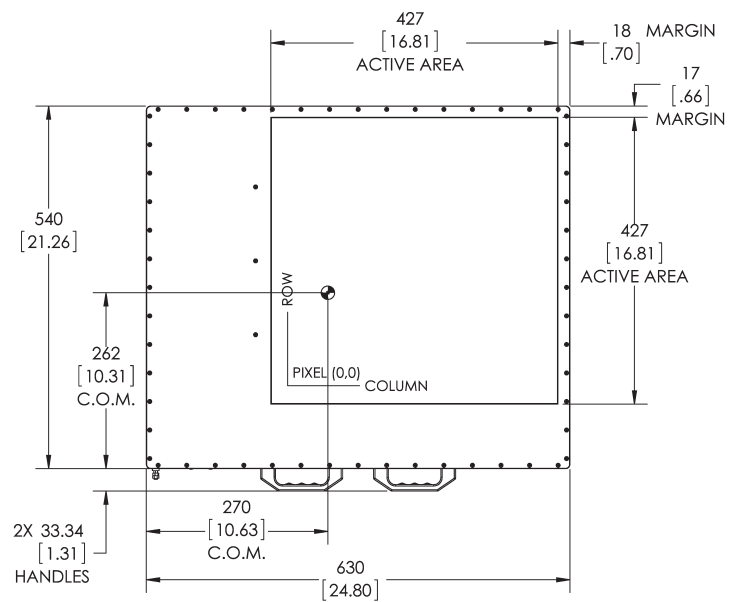 427
[16.81]
ACTIVE AREA
18 MARGIN
[.70]
17
[.66]
MARGIN
540
[21.26]
427
[16.81]
ACTIVE AREA
ROW
262
[10.31]
C.O.M.
PIXEL (0,0)
COLUMN
270
[10.63]
C.O.M.
2X 33.34
[1.31]
HANDLES
630
[24.80]